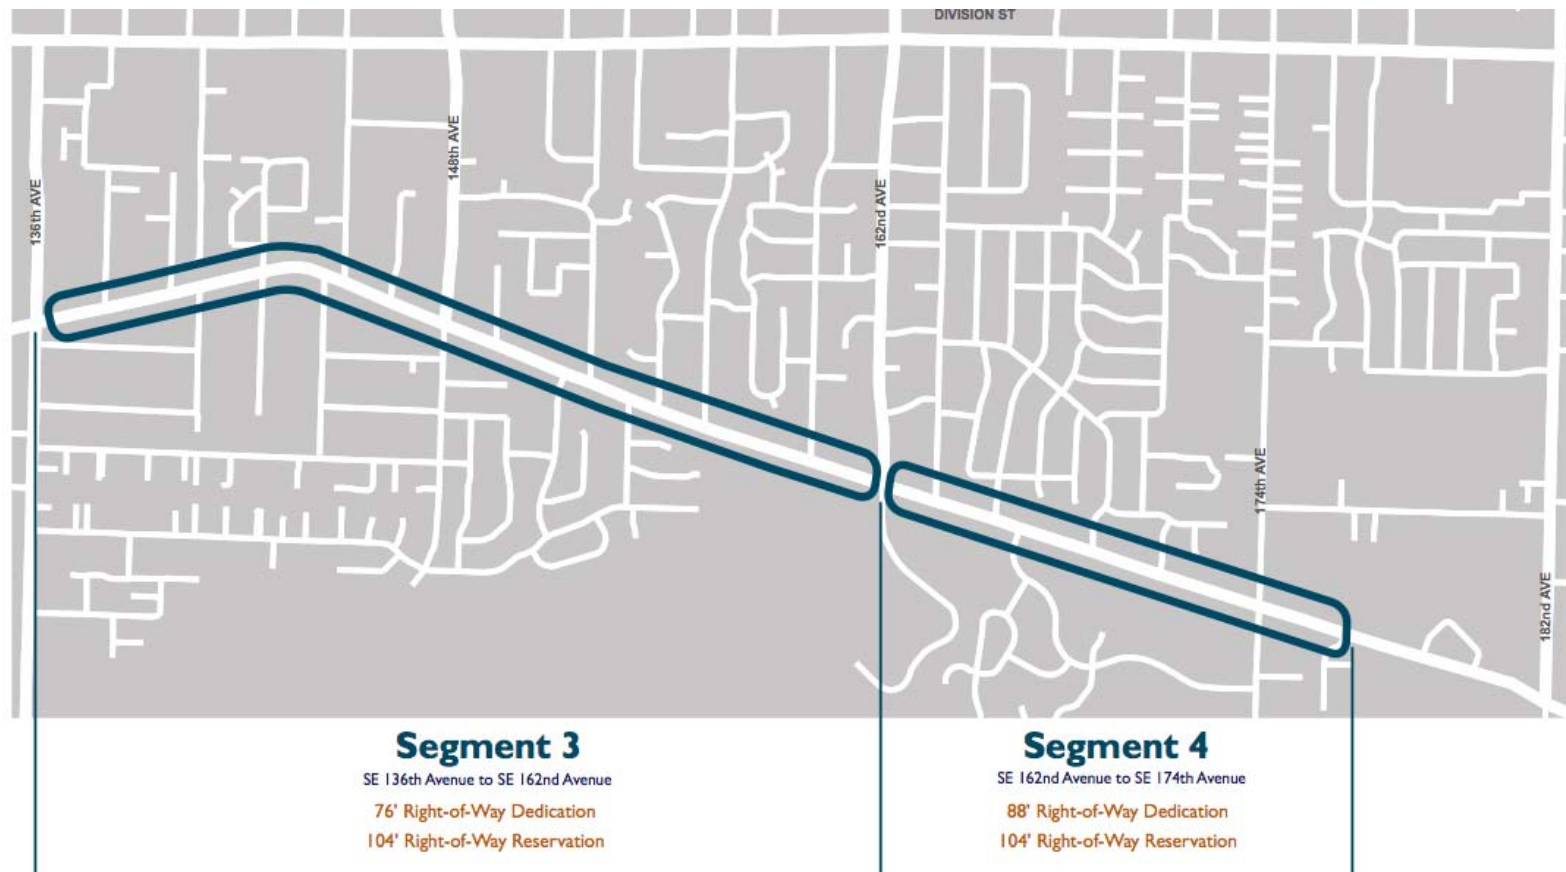 DIVISION ST
148th AVE
136th AVE
162nd AVE
174th AVE
182nd AVE
Segment 3
SE 136th Avenue to SE 162nd Avenue
76' Right-of-Way Dedication
104' Right-of-Way Reservation
Segment 4
SE 162nd Avenue to SE 174th Avenue
88' Right-of-Way Dedication
104' Right-of-Way Reservation